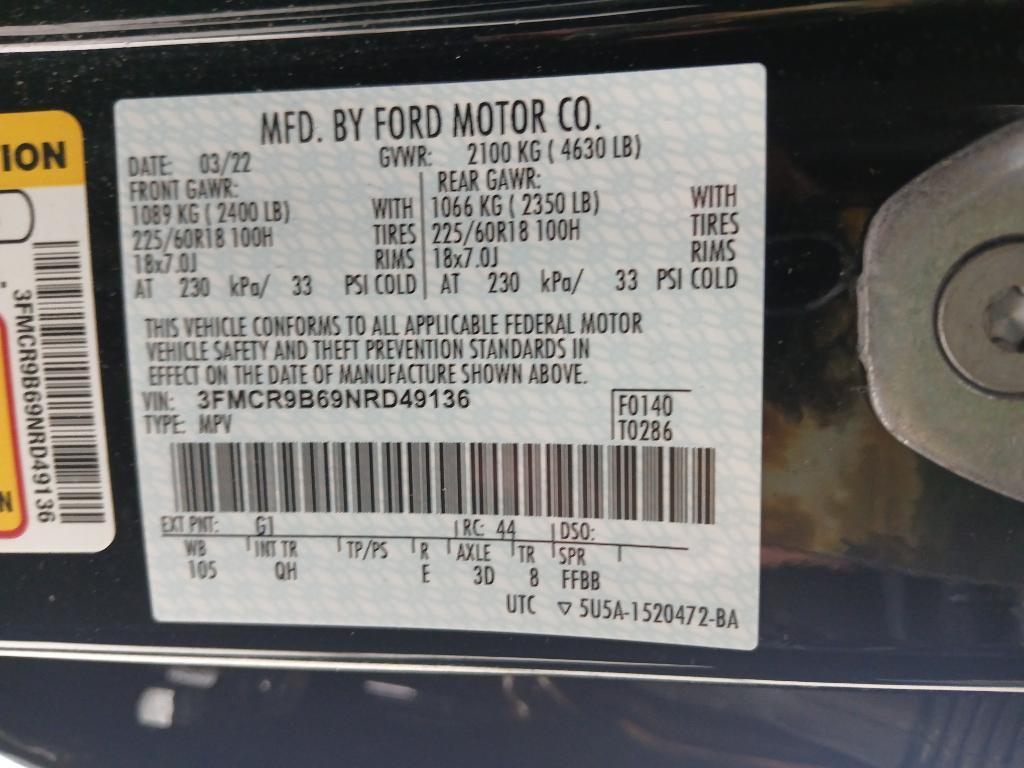 ION
3FMCR9B69NRD49136
N
MFD. BY FORD MOTOR CO.
DATE: 03/22 GVWR: 2100 KG ( 4630 LB)
FRONT GAWR: REAR GAWR:
1089 KG ( 2400 LB) WITH 1066 KG ( 2350 LB) WITH
225/60R18 100H TIRES 225/60R18 100H TIRES
18x7.0J RIMS 18x7.0J RIMS
AT 230 kPa/ 33 PSI COLD AT 230 kPa/ 33 PSI COLD
THIS VEHICLE CONFORMS TO ALL APPLICABLE FEDERAL MOTOR
VEHICLE SAFETY AND THEFT PREVENTION STANDARDS IN
EFFECT ON THE DATE OF MANUFACTURE SHOWN ABOVE.
VIN: 3FMCR9B69NRD49136 F0140
TYPE: MPV T0286
EXT PNT: G1 RC: 44 DSO:
WB INT TR TP/PS R AXLE TR SPR
105 QH E 3D 8 FFBB
UTC ▽ 5U5A-1520472-BA